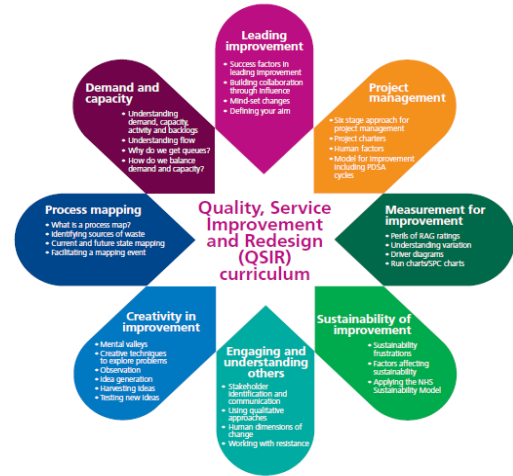 Leading
improvement
• Success factors in
leading improvement
• Building collaboration
through influence
• Mind-set changes
• Defining your aim
Project
management
• Six stage approach for
project management
• Project charters
• Human factors
• Model for Improvement
including PDSA
cycles
Measurement for
improvement
• Perils of RAG ratings
• Understanding variation
• Driver diagrams
• Run charts/SPC charts
Sustainability of
improvement
• Sustainability
frustrations
• Factors affecting
sustainability
• Applying the NHS
Sustainability Model
Engaging and
understanding
others
• Stakeholder
identification and
communication
• Using qualitative
approaches
• Human dimensions of
change
• Working with resistance
Creativity in
improvement
• Mental valleys
• Creative techniques
to explore problems
• Observation
• Idea generation
• Harvesting ideas
• Testing new ideas
Process mapping
• What is a process map?
• Identifying sources of waste
• Current and future state mapping
• Facilitating a mapping event
Demand and
capacity
• Understanding
demand, capacity,
activity and backlogs
• Understanding flow
• Why do we get queues?
• How do we balance
demand and capacity?
Quality, Service
Improvement
and Redesign
(QSIR)
curriculum